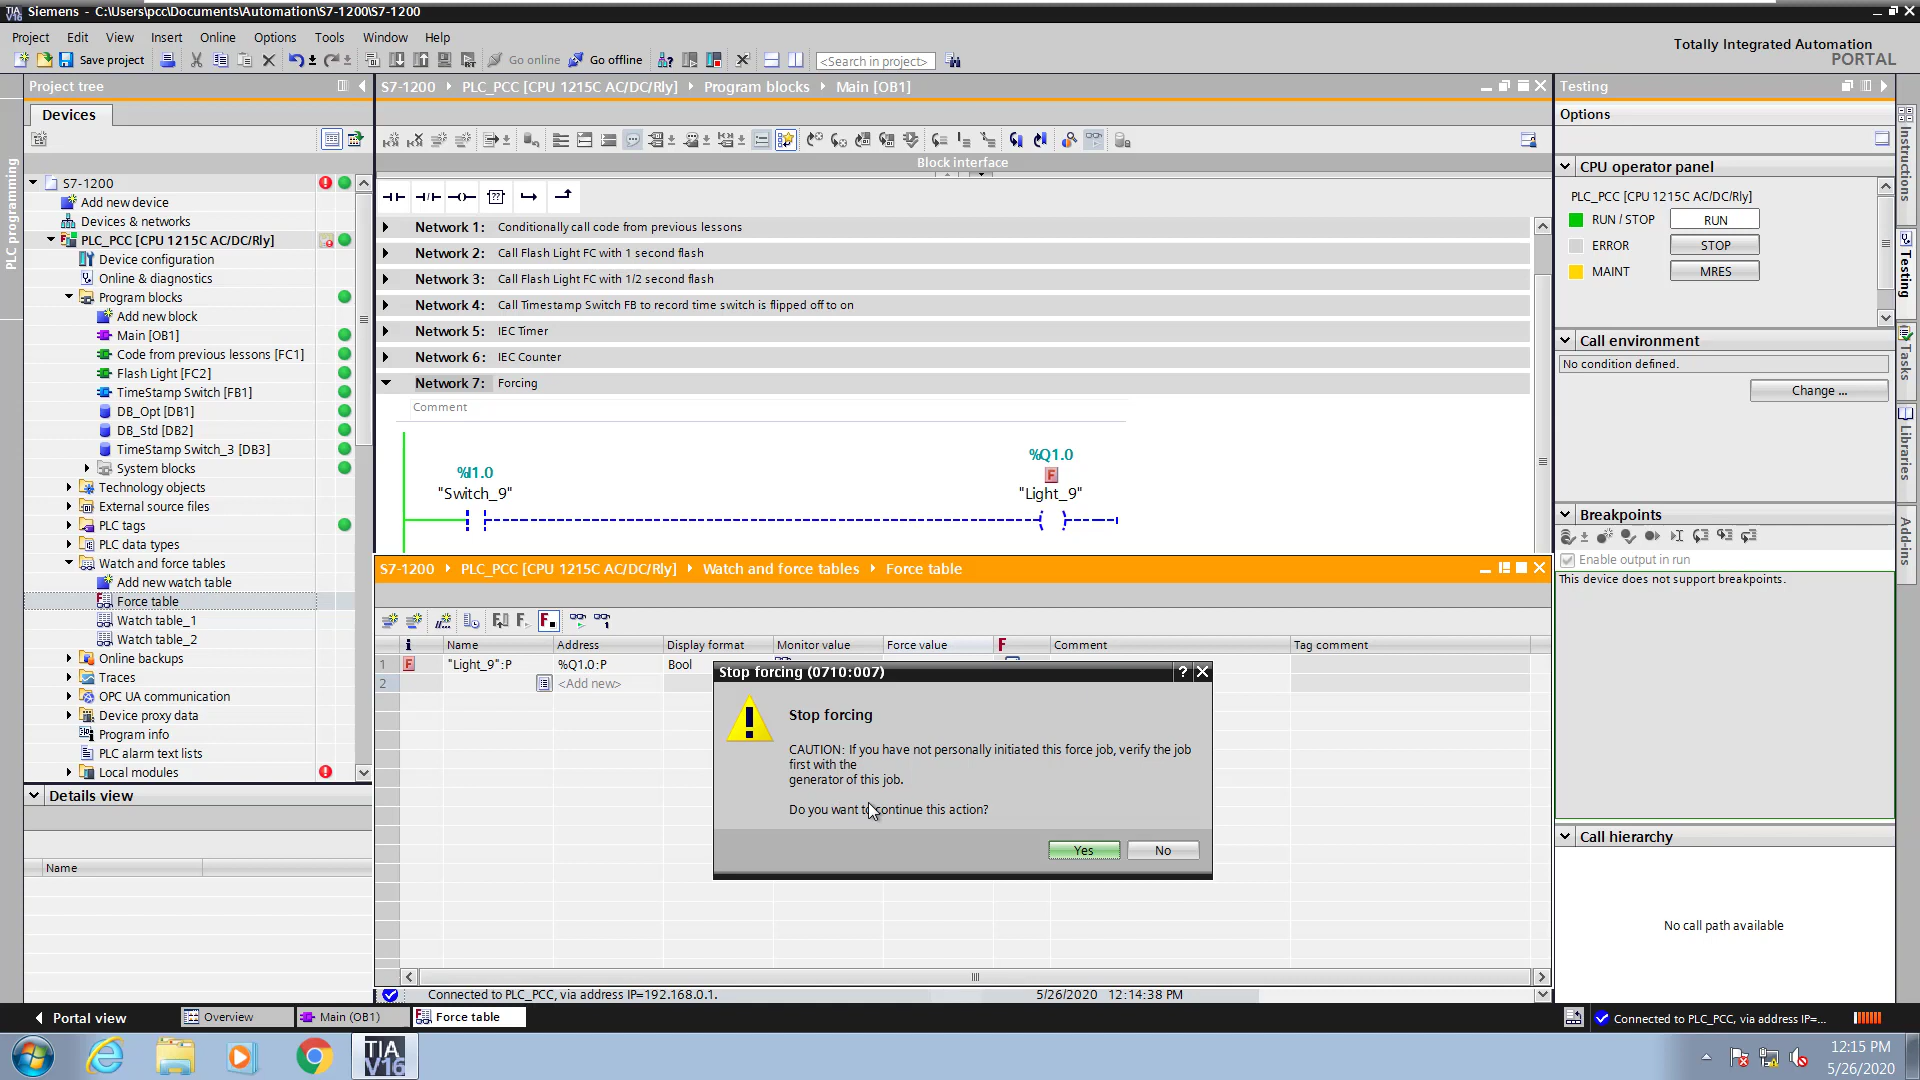 Siemens - C:\Users\pcc\Documents\Automation\S7-1200\S7-1200
Project Edit View Insert Online Options Tools Window Help
Totally Integrated Automation
PORTAL
Save project
Go online
Go offline
<Search in project>
Project tree
Devices
PLC programming
S7-1200
Add new device
Devices & networks
PLC_PCC [CPU 1215C AC/DC/Rly]
Device configuration
Online & diagnostics
Program blocks
Add new block
Main [OB1]
Code from previous lessons [FC1]
Flash Light [FC2]
TimeStamp Switch [FB1]
DB_Opt [DB1]
DB_Std [DB2]
TimeStamp Switch_3 [DB3]
System blocks
Technology objects
External source files
PLC tags
PLC data types
Watch and force tables
Add new watch table
Force table
Watch table_1
Watch table_2
Online backups
Traces
OPC UA communication
Device proxy data
Program info
PLC alarm text lists
Local modules
Details view
Name
S7-1200 PLC_PCC [CPU 1215C AC/DC/Rly] Program blocks Main [OB1]
Block interface
Network 1: Conditionally call code from previous lessons
Network 2: Call Flash Light FC with 1 second flash
Network 3: Call Flash Light FC with 1/2 second flash
Network 4: Call Timestamp Switch FB to record time switch is flipped off to on
Network 5: IEC Timer
Network 6: IEC Counter
Network 7: Forcing
Comment
%I1.0
"Switch_9"
%Q1.0
F
"Light_9"
S7-1200 PLC_PCC [CPU 1215C AC/DC/Rly] Watch and force tables Force table
i Name Address Display format Monitor value Force value F Comment Tag comment
1 F "Light_9":P %Q1.0:P Bool
2 <Add new>
Stop forcing (0710:007)
Stop forcing
CAUTION: If you have not personally initiated this force job, verify the job
first with the
generator of this job.
Do you want to continue this action?
Yes No
Connected to PLC_PCC, via address IP=192.168.0.1. 5/26/2020 12:14:38 PM
Testing
Options
CPU operator panel
PLC_PCC [CPU 1215C AC/DC/Rly]
RUN / STOP RUN
ERROR STOP
MAINT MRES
Call environment
No condition defined.
Change ...
Breakpoints
Enable output in run
This device does not support breakpoints.
Call hierarchy
No call path available
Instructions
Testing
Tasks
Libraries
Add-ins
Portal view Overview Main (OB1) Force table
Connected to PLC_PCC, via address IP=...
TIA
V16
12:15 PM
5/26/2020